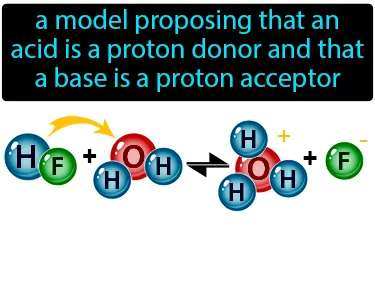 a model proposing that an
acid is a proton donor and that
a base is a proton acceptor
H F + O H H ⇌ H O H H + + F -